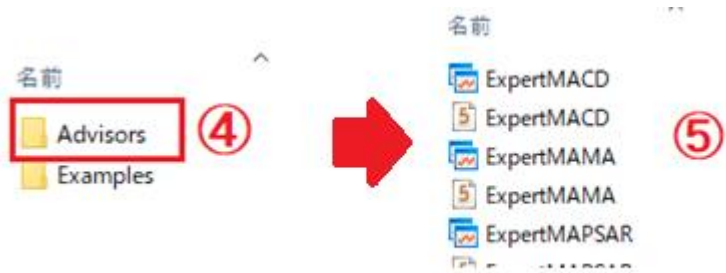 名前
Advisors
④
Examples
名前
ExpertMACD
ExpertMACD
ExpertMAMA
⑤
ExpertMAMA
ExpertMAPSAR